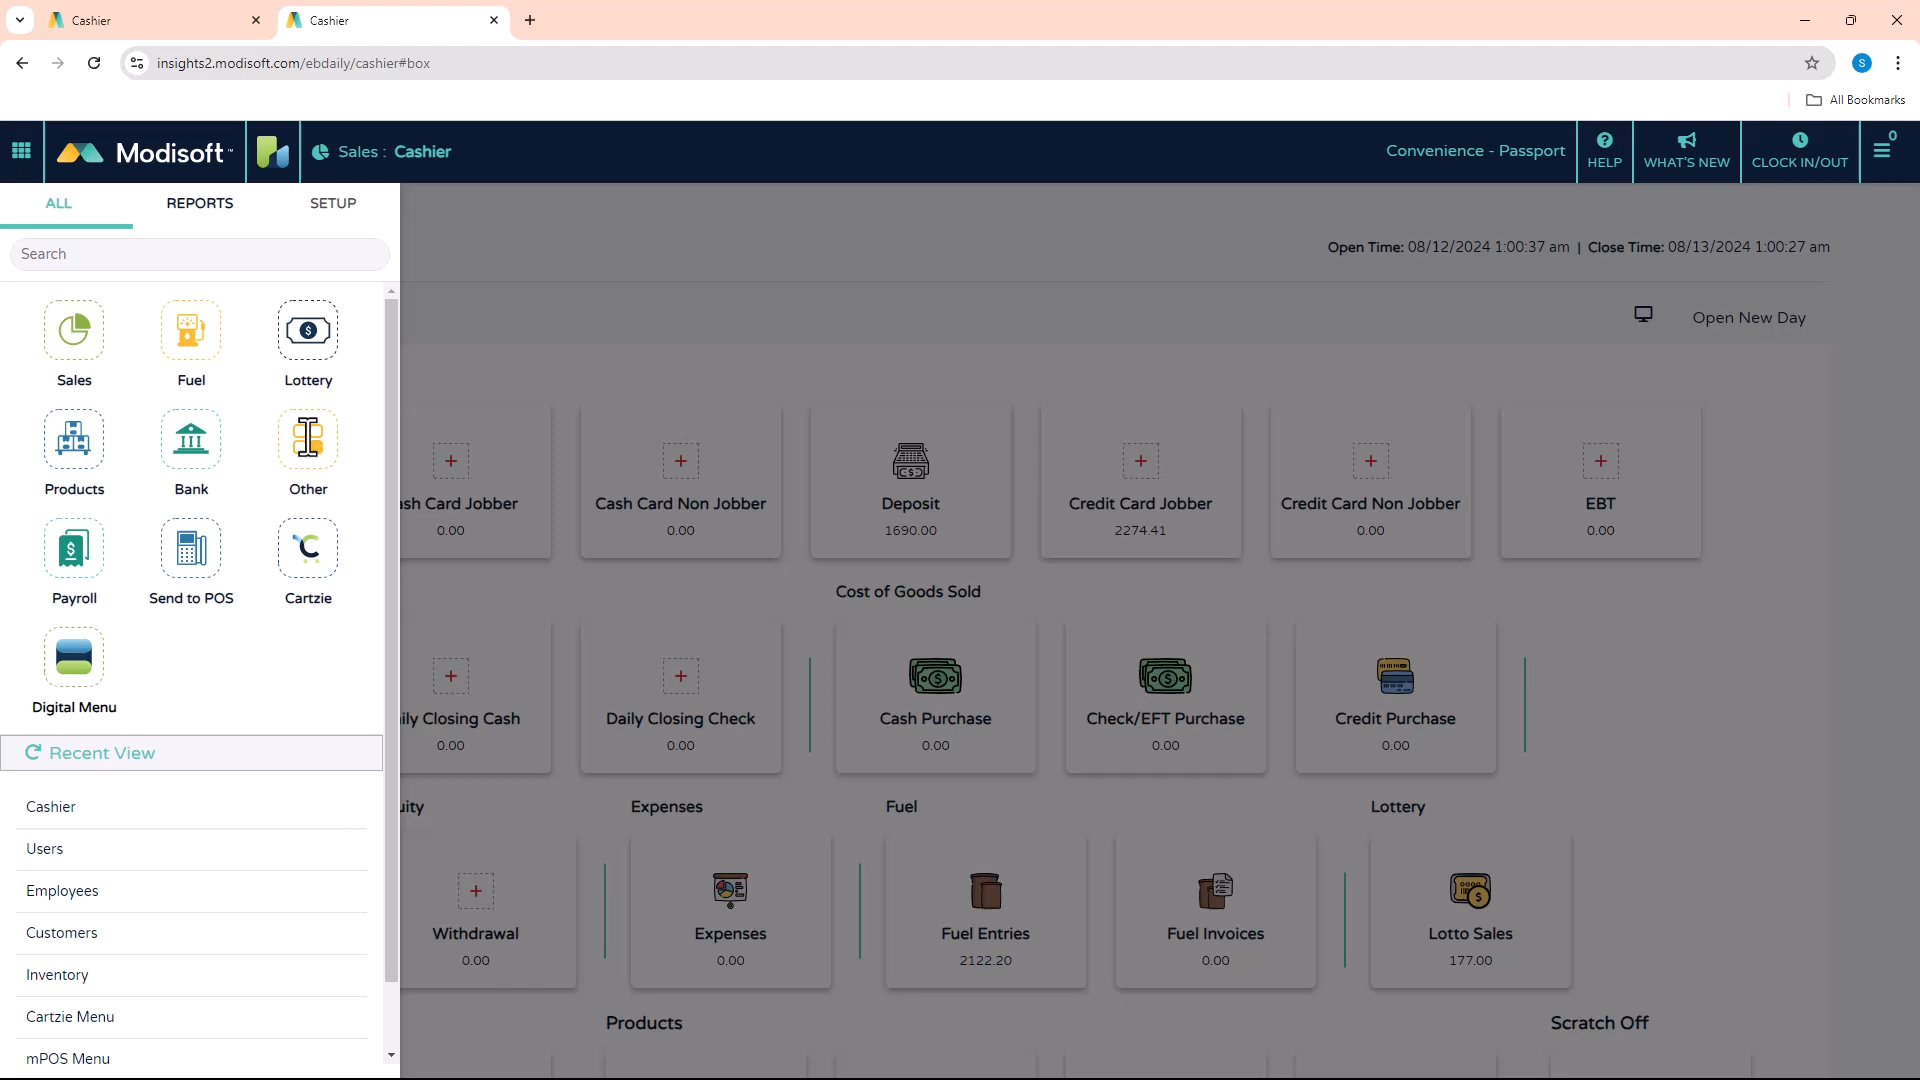 Cashier
Cashier
insights2.modisoft.com/ebdaily/cashier#box
S
All Bookmarks
Modisoft™
Sales : Cashier
Convenience - Passport
HELP
WHAT'S NEW
CLOCK IN/OUT
0
ALL
REPORTS
SETUP
Search
Open Time: 08/12/2024 1:00:37 am | Close Time: 08/13/2024 1:00:27 am
Open New Day
Sales
Fuel
Lottery
Products
Bank
Other
Payroll
Send to POS
Cartzie
Digital Menu
Recent View
Cashier
Users
Employees
Customers
Inventory
Cartzie Menu
mPOS Menu
ash Card Jobber
0.00
Cash Card Non Jobber
0.00
Deposit
1690.00
Credit Card Jobber
2274.41
Credit Card Non Jobber
0.00
EBT
0.00
Cost of Goods Sold
ily Closing Cash
0.00
Daily Closing Check
0.00
Cash Purchase
0.00
Check/EFT Purchase
0.00
Credit Purchase
0.00
uity
Expenses
Fuel
Lottery
Withdrawal
0.00
Expenses
0.00
Fuel Entries
2122.20
Fuel Invoices
0.00
Lotto Sales
177.00
Products
Scratch Off